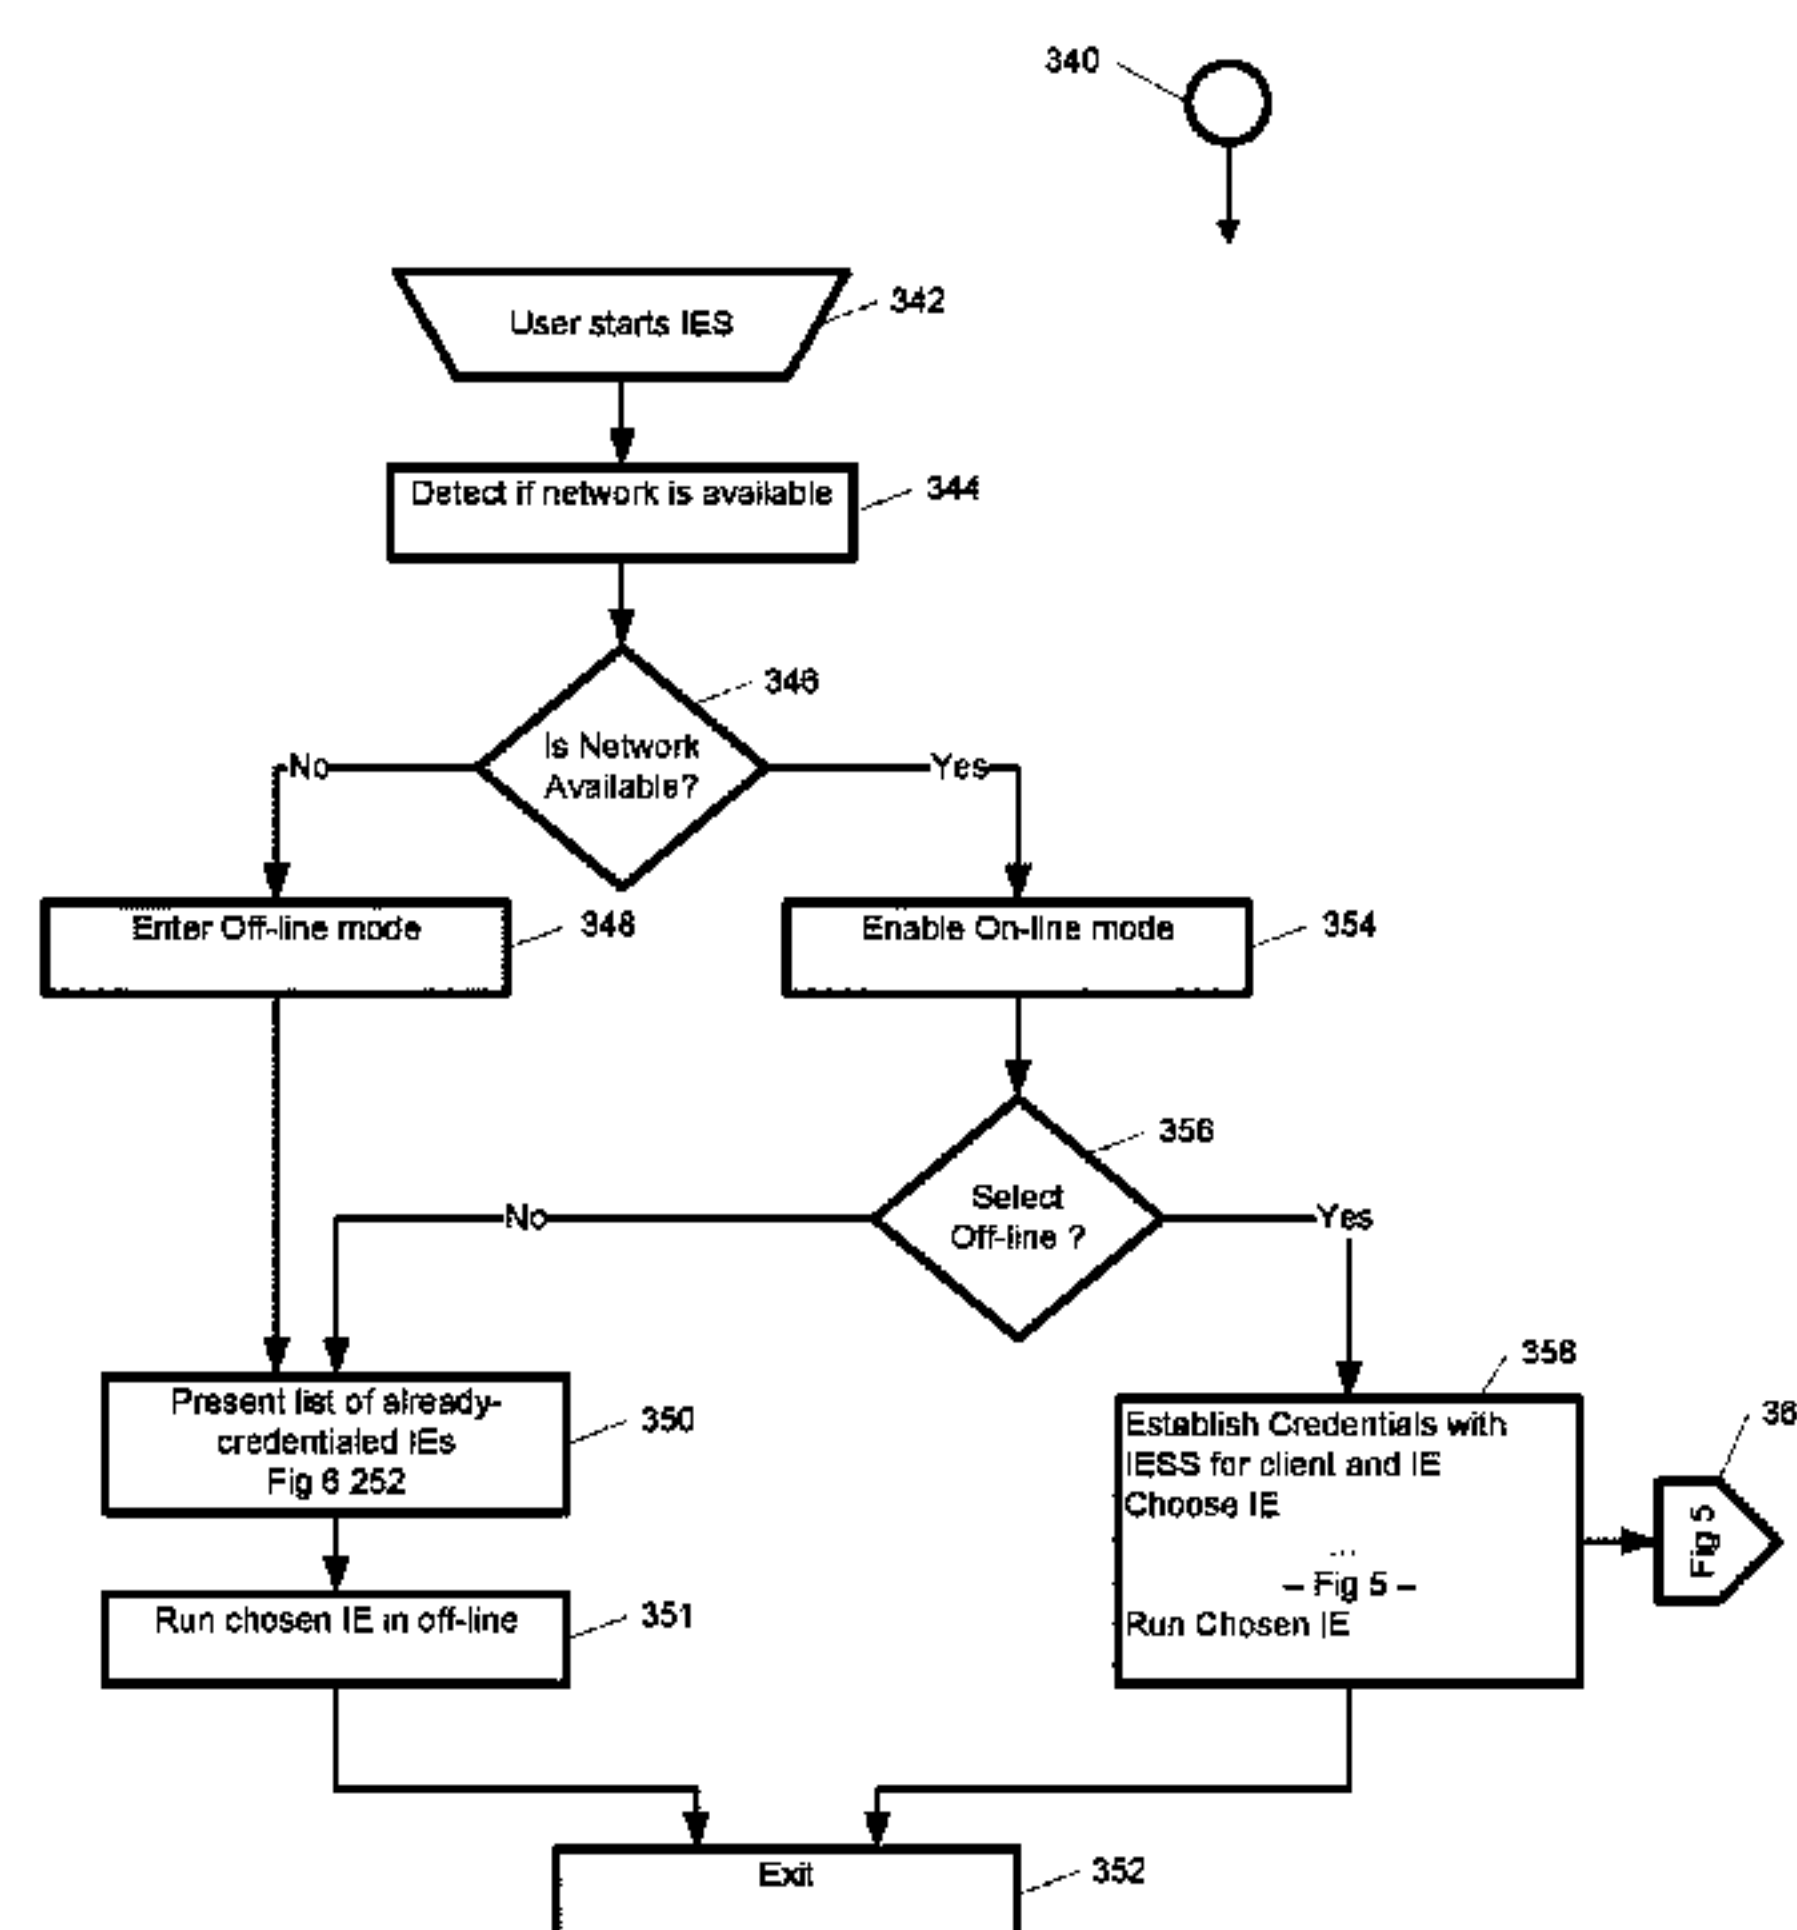 340
User starts IES
342
Detect if network is available
344
346
Is Network
Available?
No
Yes
Enter Off-line mode
348
Enable On-line mode
354
356
Select
Off-line ?
No
Yes
Present list of already-
credentialed IEs
Fig 6 252
350
358
Establish Credentials with
IESS for client and IE
Choose IE
...
– Fig 5 –
Run Chosen IE
36
Fig 5
Run chosen IE in off-line
351
Exit
352